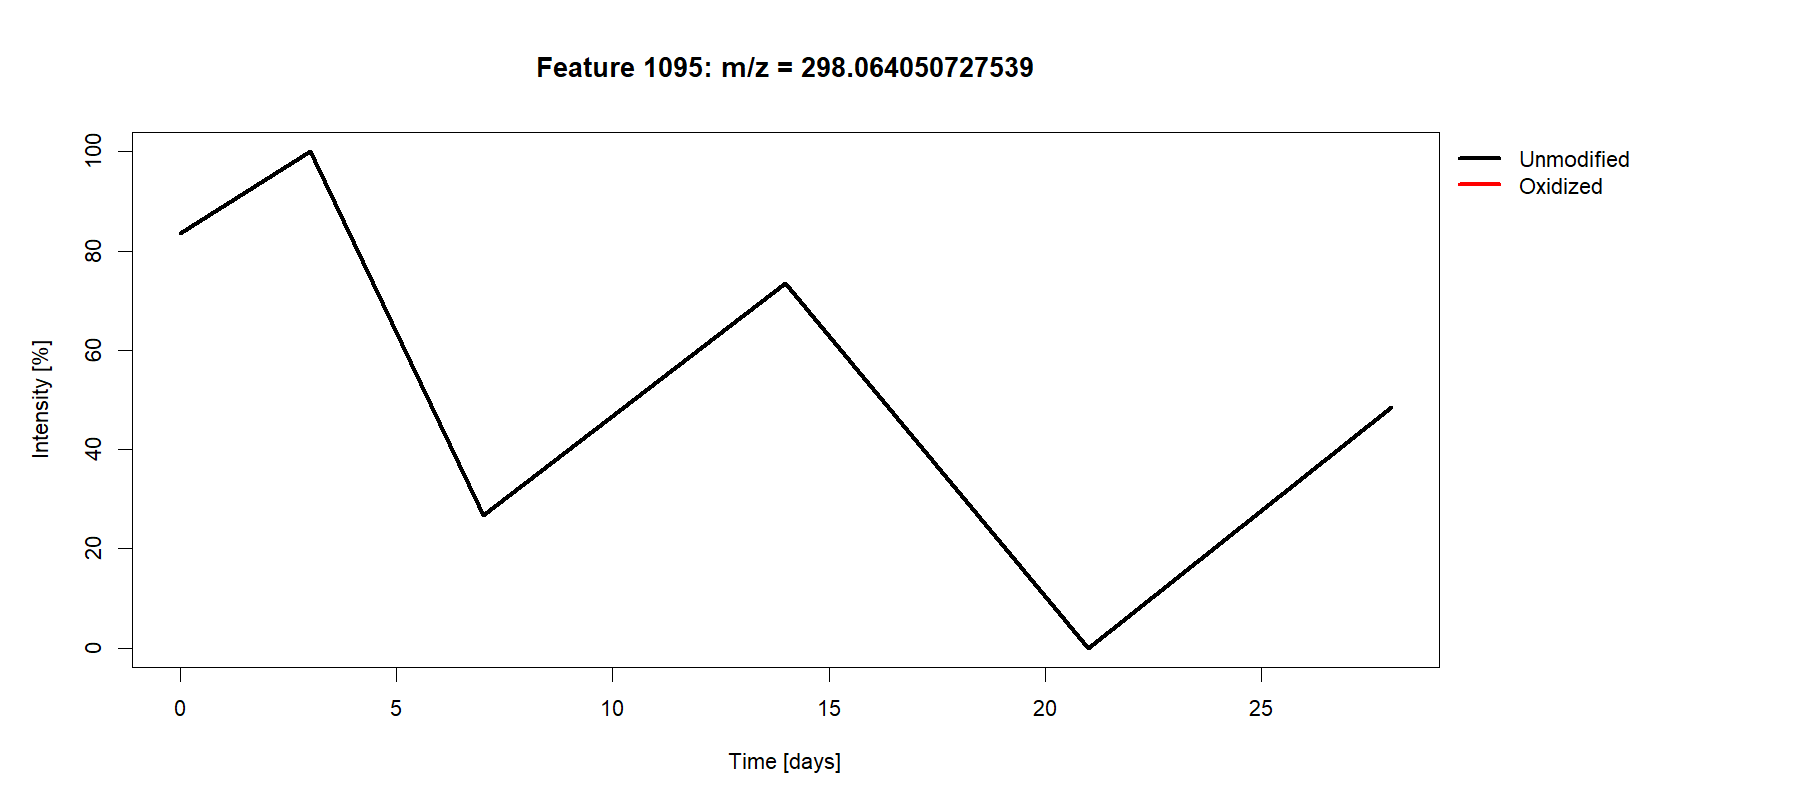 Feature 1095: m/z = 298.064050727539
Unmodified
Oxidized
Intensity [%]
100
80
60
40
20
0
0 5 10 15 20 25
Time [days]